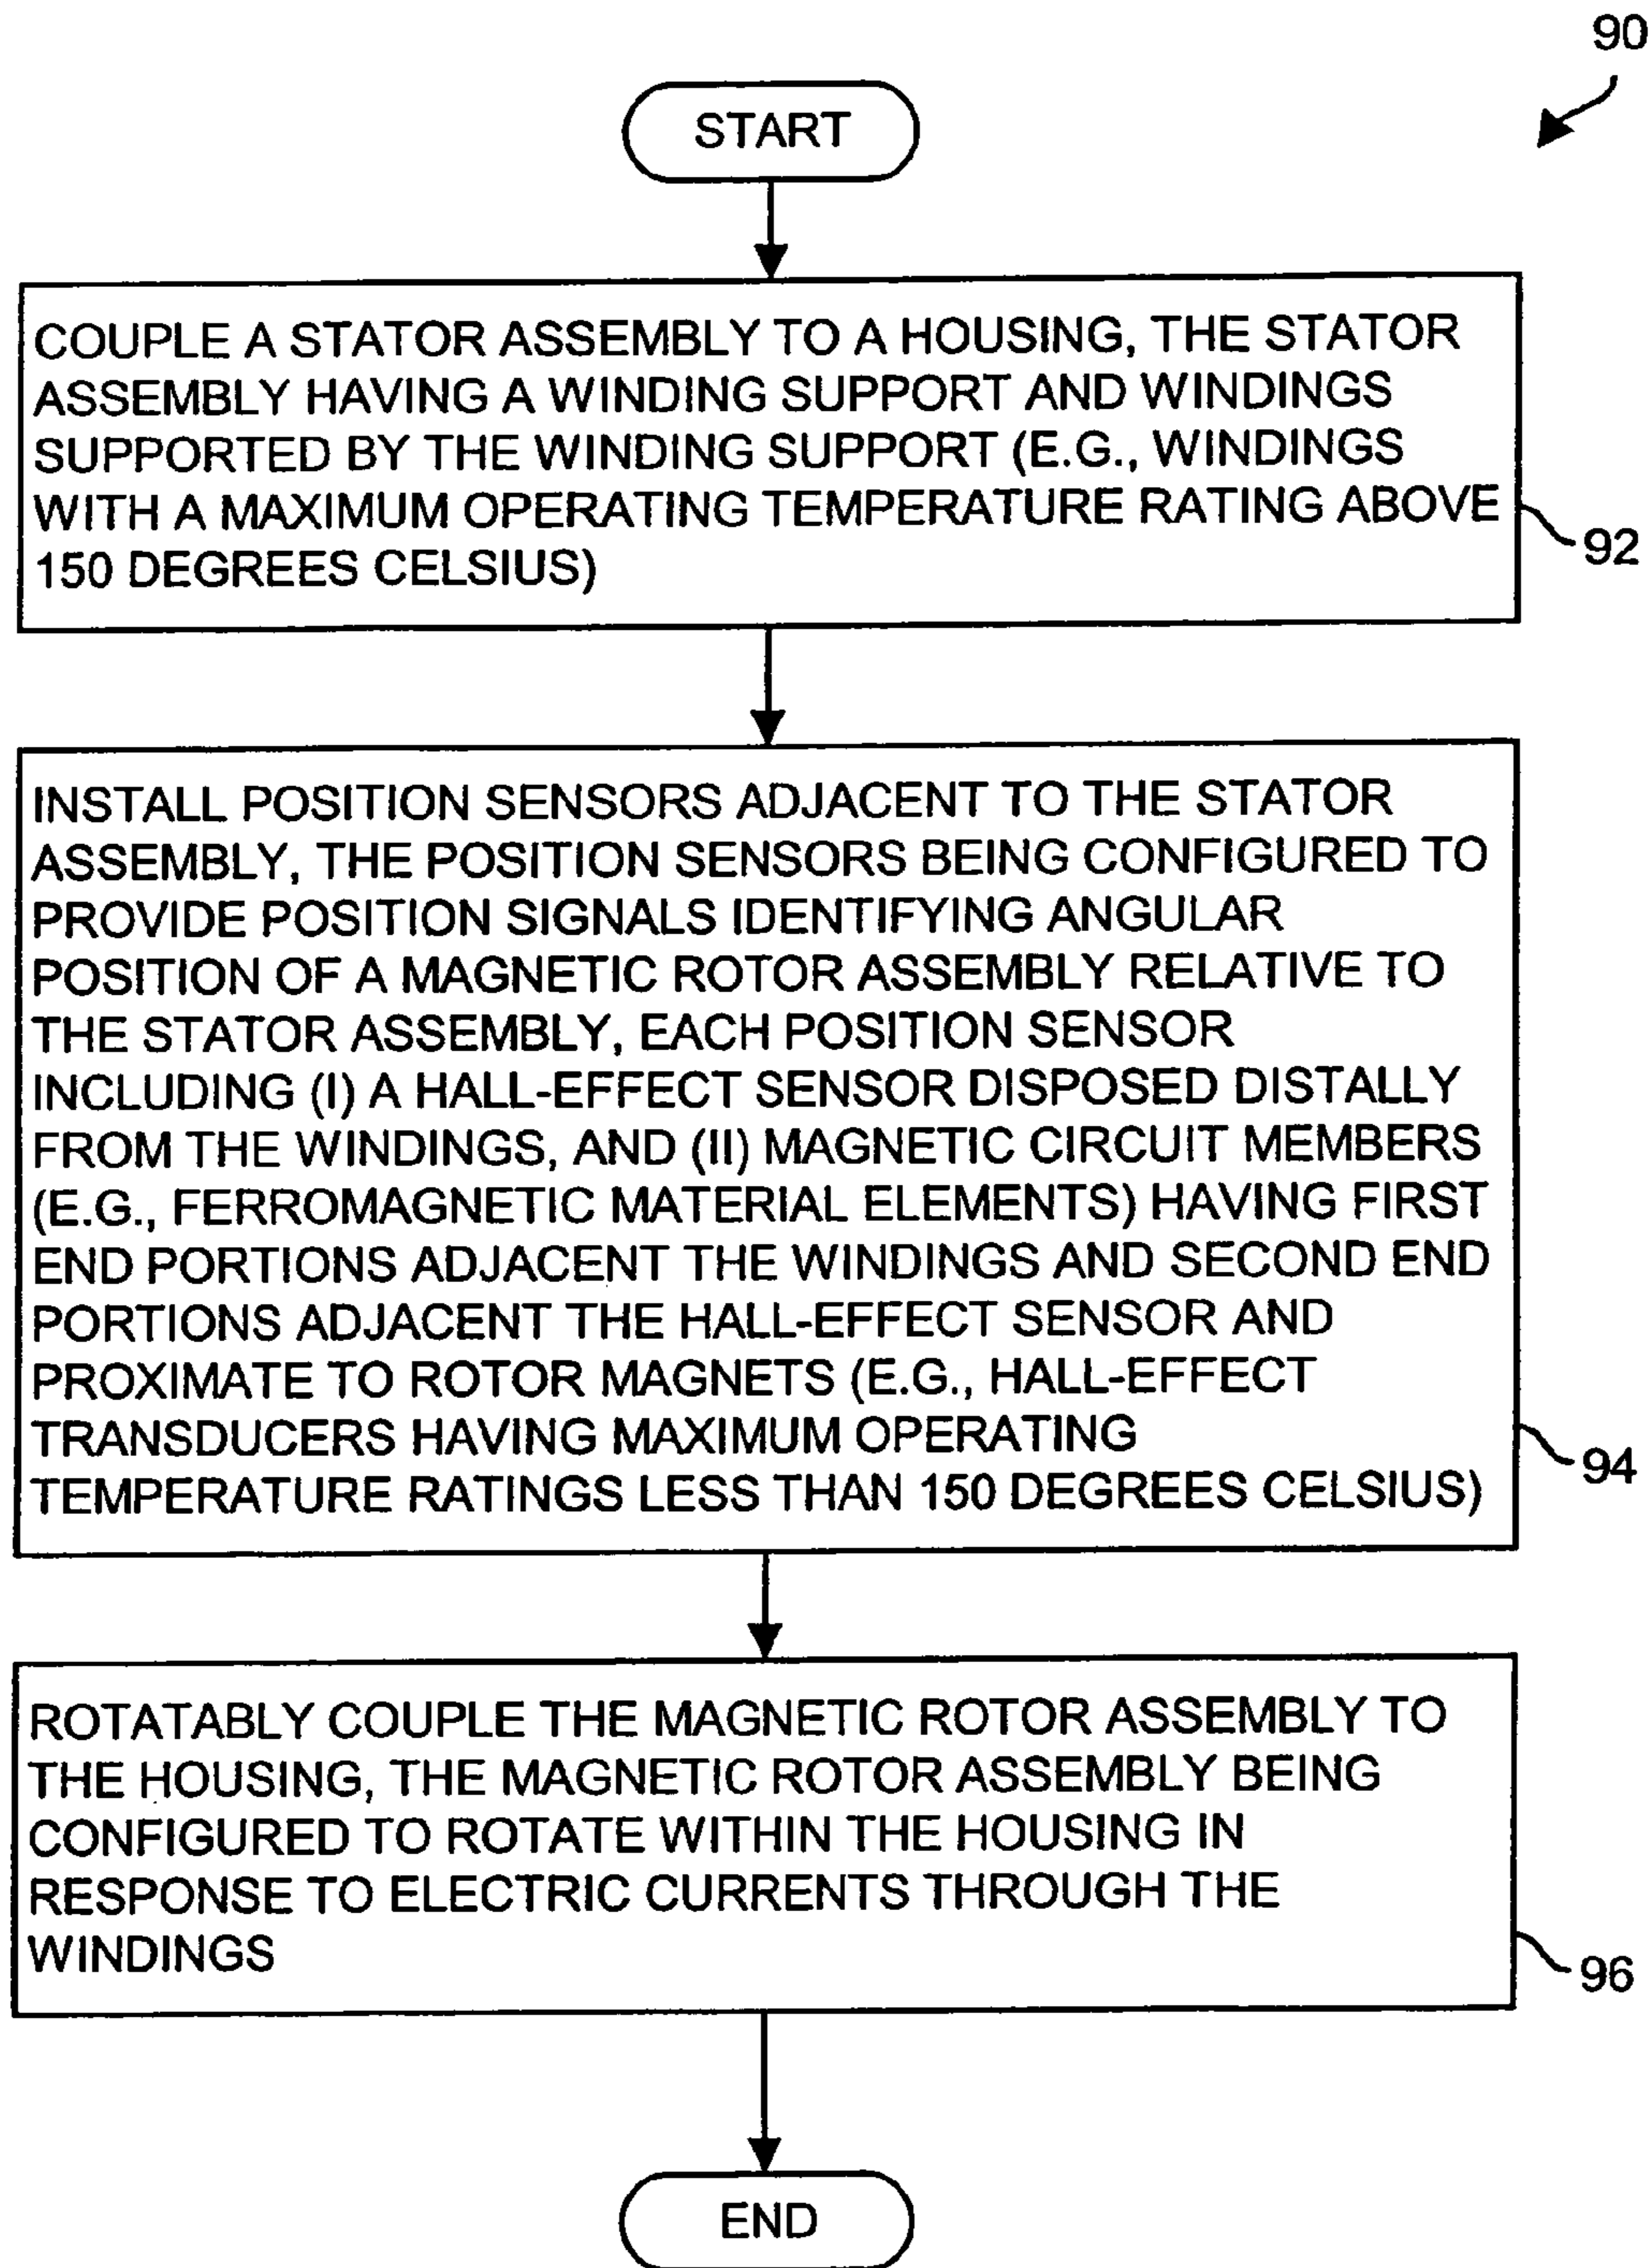 90
START
COUPLE A STATOR ASSEMBLY TO A HOUSING, THE STATOR
ASSEMBLY HAVING A WINDING SUPPORT AND WINDINGS
SUPPORTED BY THE WINDING SUPPORT (E.G., WINDINGS
WITH A MAXIMUM OPERATING TEMPERATURE RATING ABOVE
150 DEGREES CELSIUS)
92
INSTALL POSITION SENSORS ADJACENT TO THE STATOR
ASSEMBLY, THE POSITION SENSORS BEING CONFIGURED TO
PROVIDE POSITION SIGNALS IDENTIFYING ANGULAR
POSITION OF A MAGNETIC ROTOR ASSEMBLY RELATIVE TO
THE STATOR ASSEMBLY, EACH POSITION SENSOR
INCLUDING (I) A HALL-EFFECT SENSOR DISPOSED DISTALLY
FROM THE WINDINGS, AND (II) MAGNETIC CIRCUIT MEMBERS
(E.G., FERROMAGNETIC MATERIAL ELEMENTS) HAVING FIRST
END PORTIONS ADJACENT THE WINDINGS AND SECOND END
PORTIONS ADJACENT THE HALL-EFFECT SENSOR AND
PROXIMATE TO ROTOR MAGNETS (E.G., HALL-EFFECT
TRANSDUCERS HAVING MAXIMUM OPERATING
TEMPERATURE RATINGS LESS THAN 150 DEGREES CELSIUS)
94
ROTATABLY COUPLE THE MAGNETIC ROTOR ASSEMBLY TO
THE HOUSING, THE MAGNETIC ROTOR ASSEMBLY BEING
CONFIGURED TO ROTATE WITHIN THE HOUSING IN
RESPONSE TO ELECTRIC CURRENTS THROUGH THE
WINDINGS
96
END